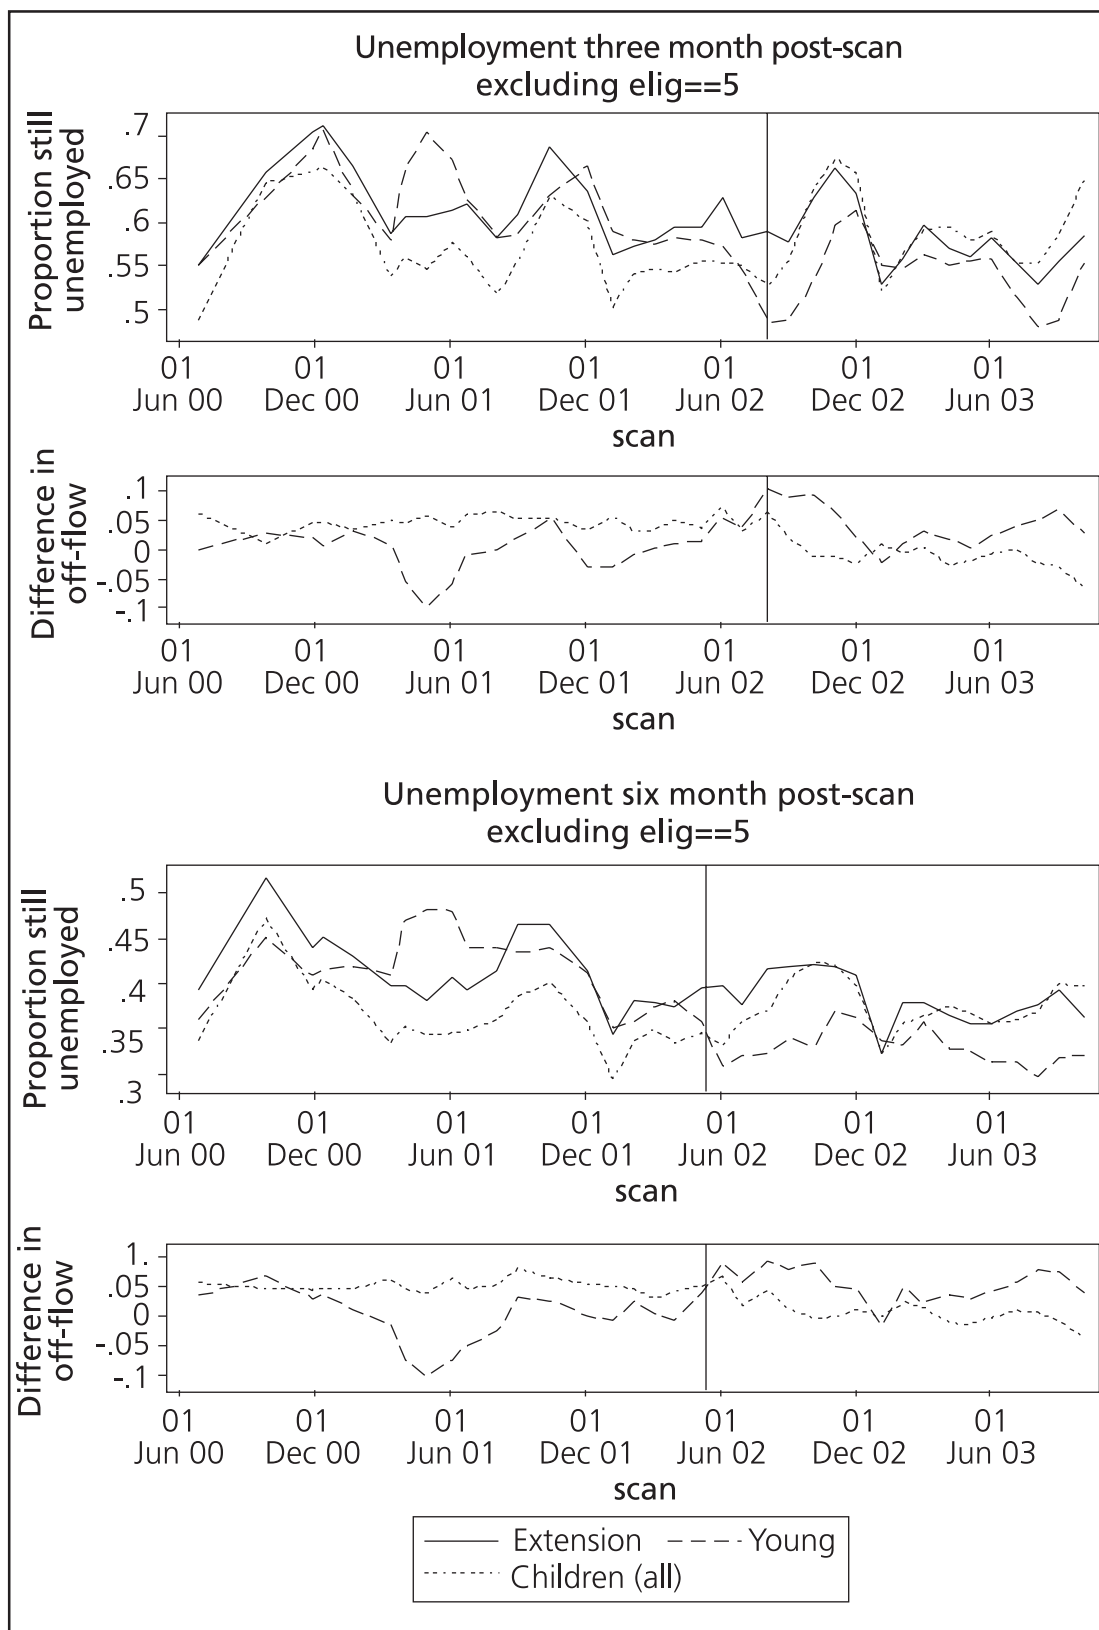 Unemployment three month post-scan
excluding elig==5
Proportion still
unemployed
.7
.65
.6
.55
.5
01 01 01 01 01 01 01
Jun 00 Dec 00 Jun 01 Dec 01 Jun 02 Dec 02 Jun 03
scan
Difference in
off-flow
.1
.05
0
-.05
-.1
01 01 01 01 01 01 01
Jun 00 Dec 00 Jun 01 Dec 01 Jun 02 Dec 02 Jun 03
scan
Unemployment six month post-scan
excluding elig==5
Proportion still
unemployed
.5
.45
.4
.35
.3
01 01 01 01 01 01 01
Jun 00 Dec 00 Jun 01 Dec 01 Jun 02 Dec 02 Jun 03
scan
Difference in
off-flow
1.
0.05
0
-.05
-.1
01 01 01 01 01 01 01
Jun 00 Dec 00 Jun 01 Dec 01 Jun 02 Dec 02 Jun 03
scan
Extension Young
Children (all)